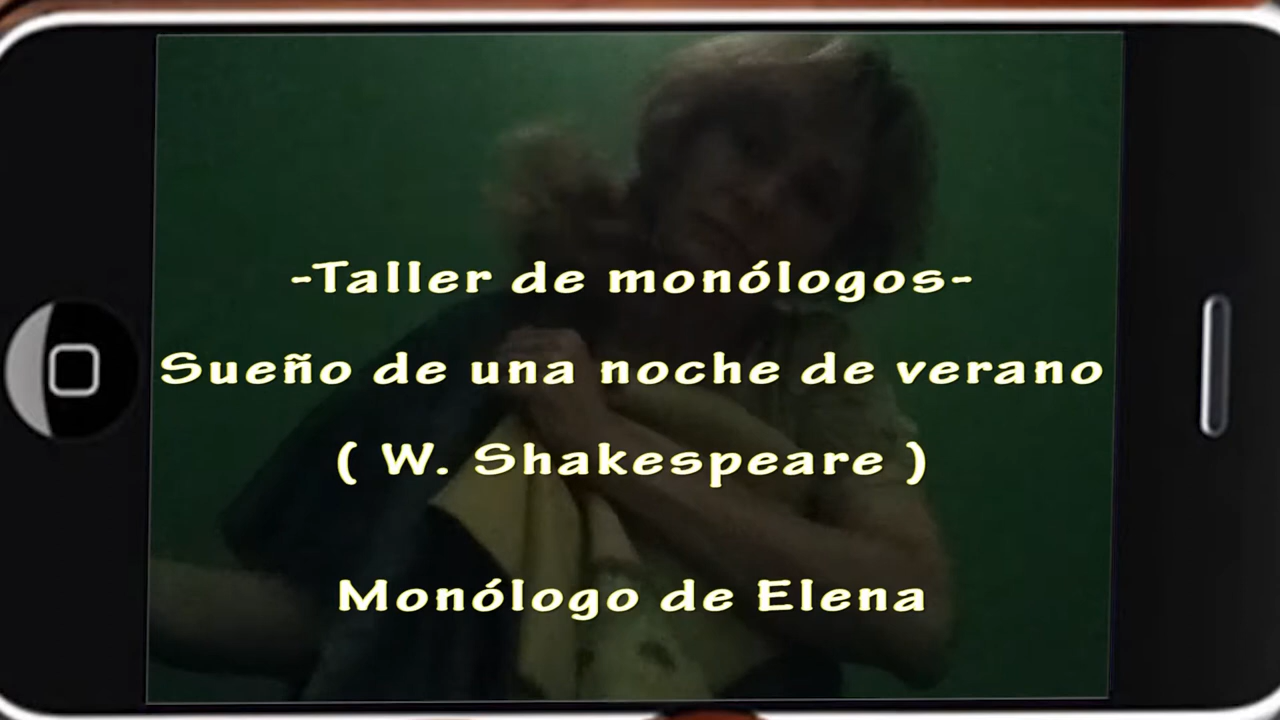 -Taller de monólogos-
Sueño de una noche de verano
( W. Shakespeare )
Monólogo de Elena